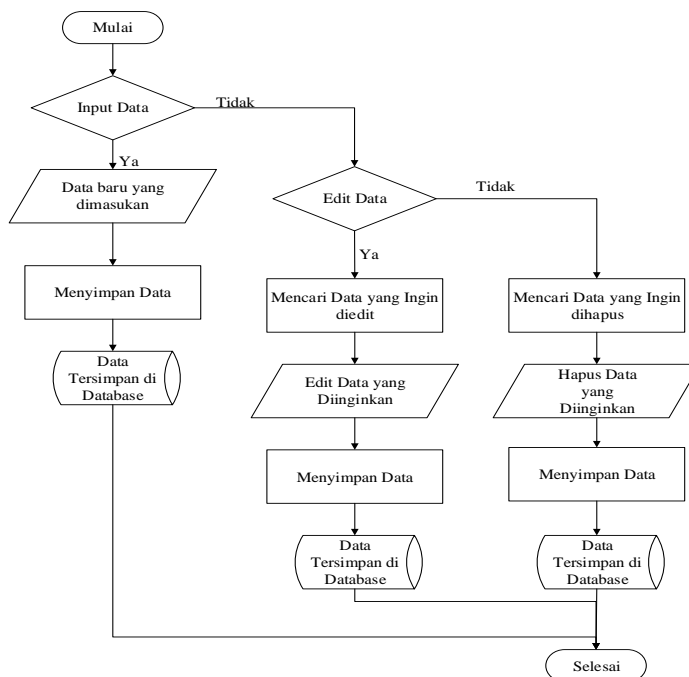 Mulai
Input Data
Tidak
Ya
Data baru yang
dimasukan
Menyimpan Data
Data
Tersimpan di
Database
Edit Data
Tidak
Ya
Mencari Data yang Ingin
diedit
Edit Data yang
Diinginkan
Menyimpan Data
Data
Tersimpan di
Database
Mencari Data yang Ingin
dihapus
Hapus Data
yang
Diinginkan
Menyimpan Data
Data
Tersimpan di
Database
Selesai